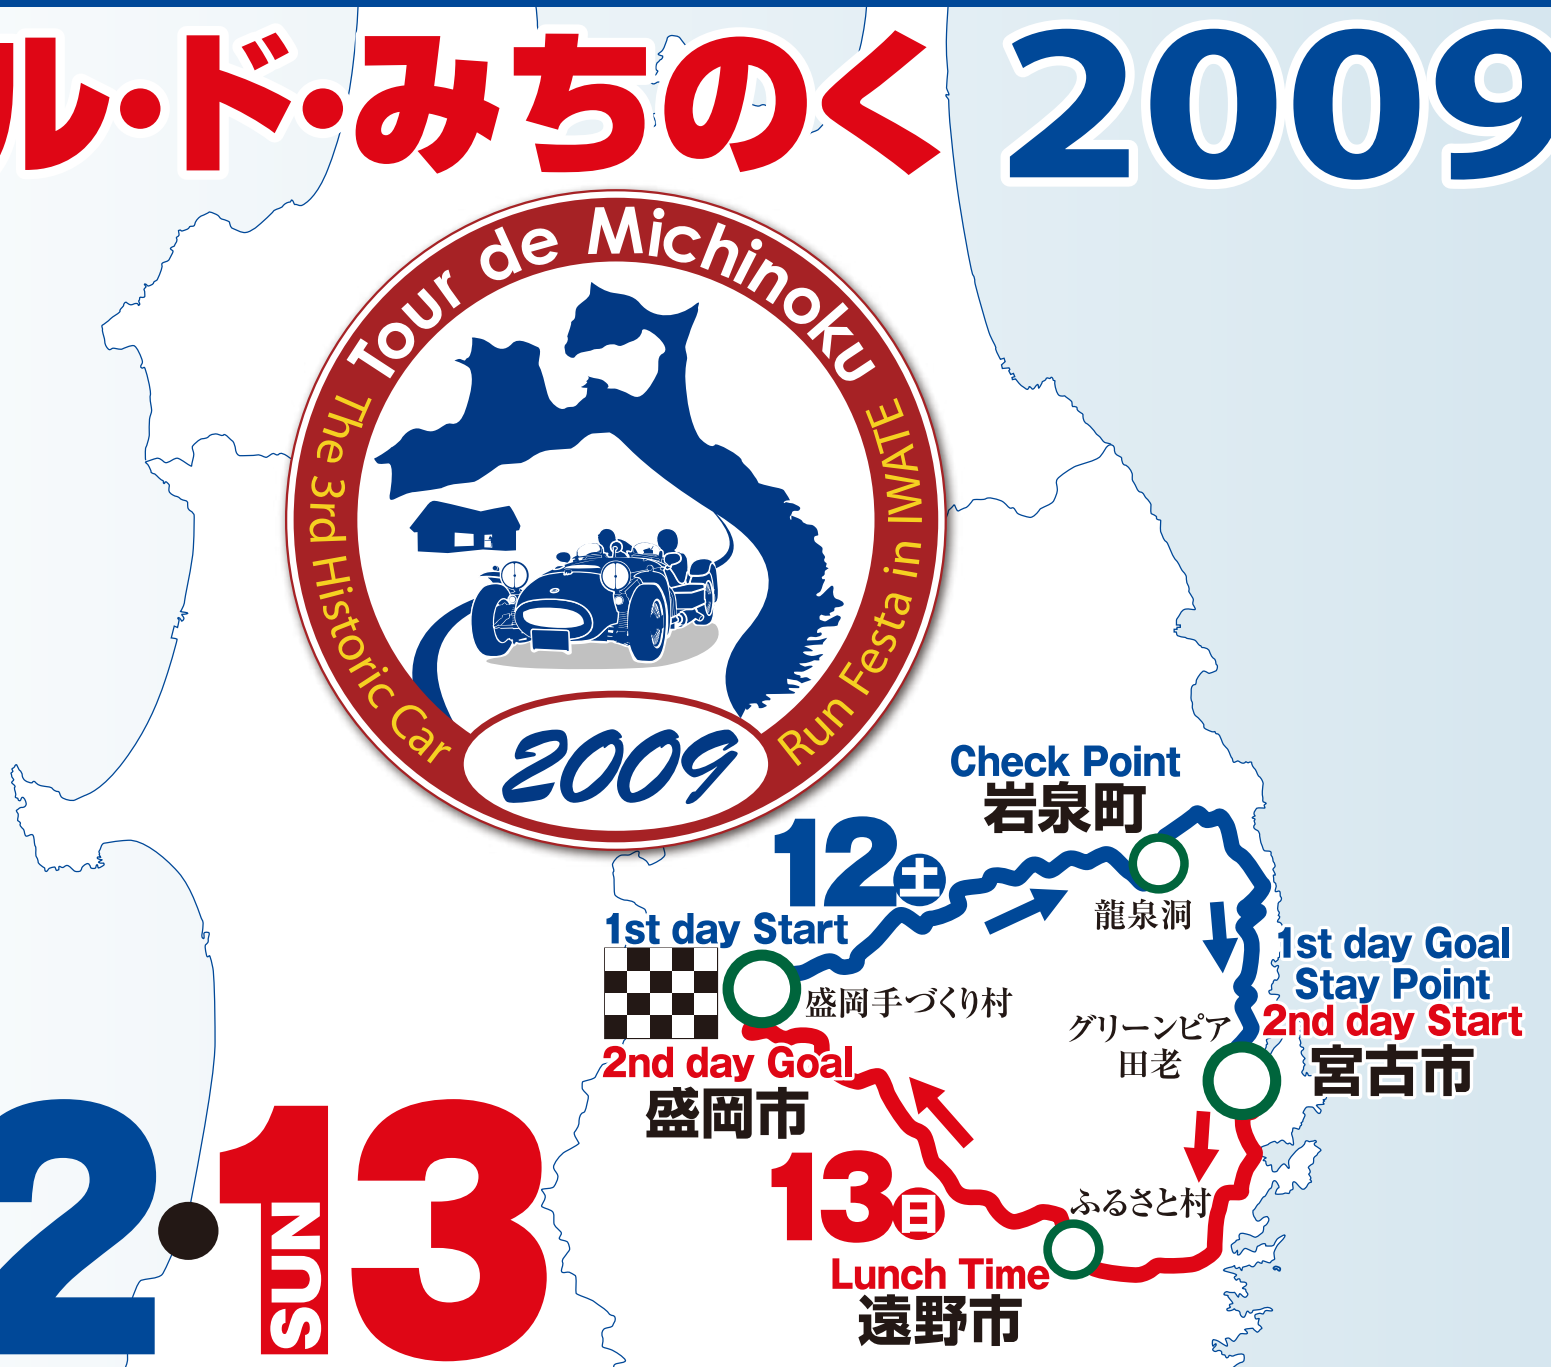 ル・ド・みちのく 2009
Tour de Michinoku
The 3rd Historic Car Run Festa in IWATE
2009
Check Point
岩泉町
12土
龍泉洞
1st day Start
盛岡手づくり村
1st day Goal
Stay Point
2nd day Start
宮古市
グリーンピア
田老
2nd day Goal
盛岡市
2・13
SUN
13日
ふるさと村
Lunch Time
遠野市